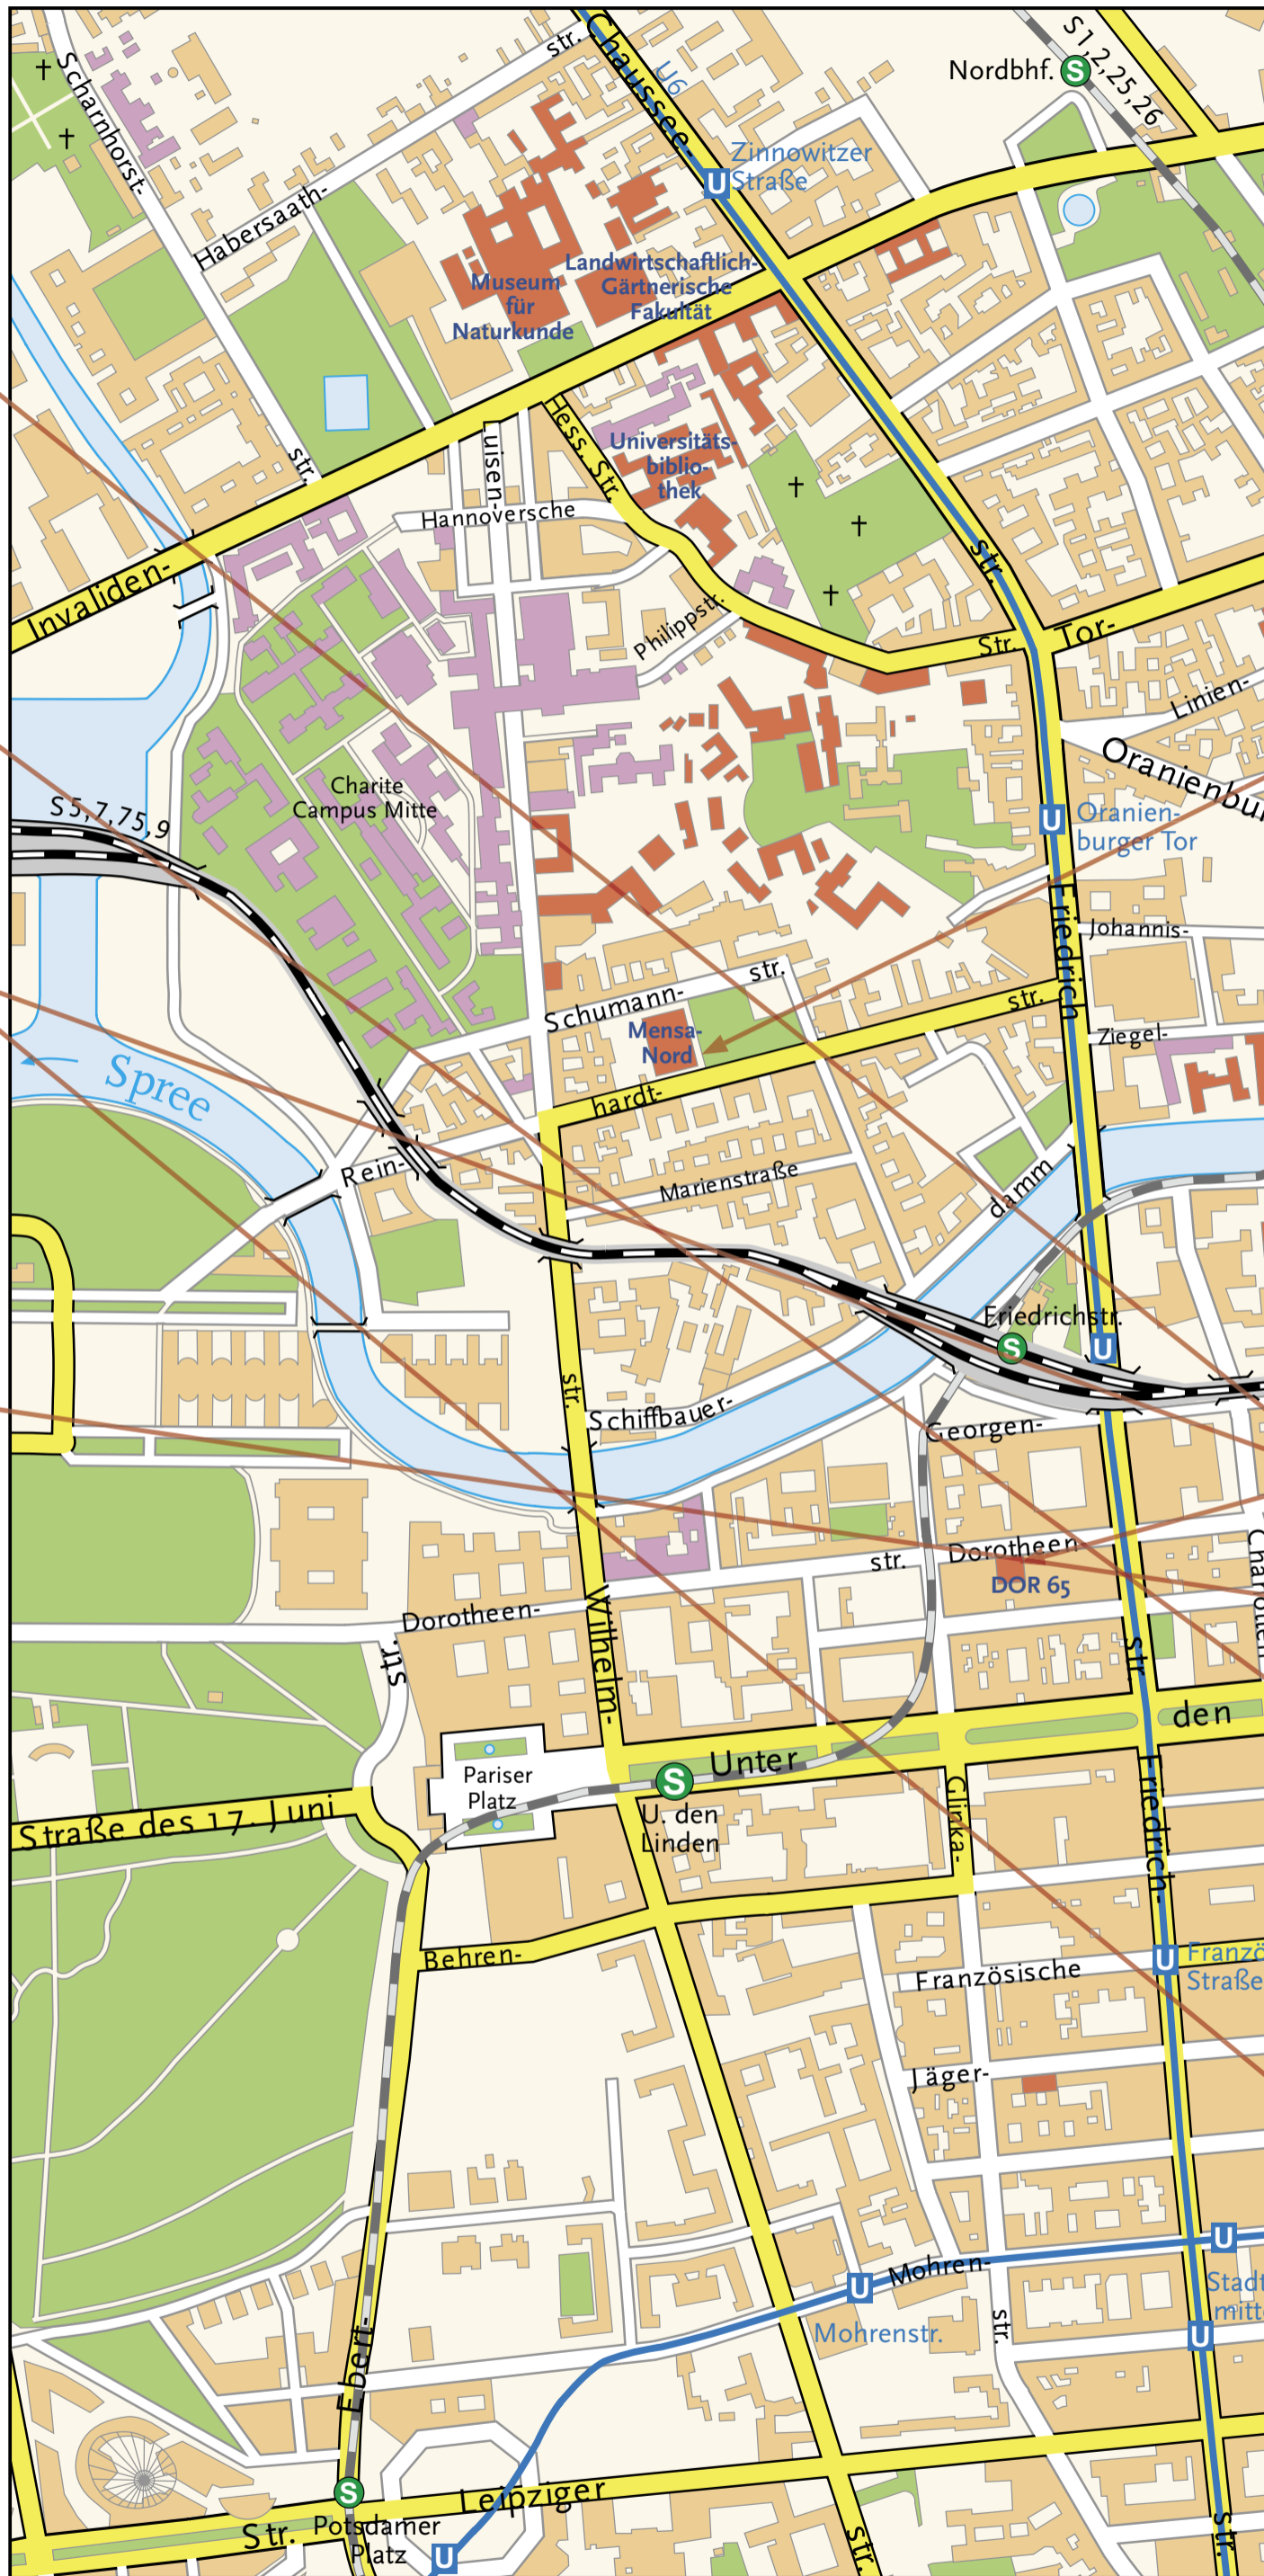 Chaussee-
str.
S1,2,25,26
Nordbhf.
S
U6
Scharnhorst-
Zinnowitzer
Straße
U
Habersaath-
Landwirtschaftlich-
Gärtnerische
Fakultät
Museum
für
Naturkunde
Hess. Str.
Luisen-
Universitäts-
biblio-
thek
str.
Hannoversche
str.
Invaliden-
Philippstr.
Str.
Tor-
Linien-
Oranienbur
Charite
Campus Mitte
S5,7,75,9
U
Oranien-
burger Tor
Friedrich
Johannis-
str.
Schumann-
str.
Mensa-
Nord
Ziegel-
Spree
hardt-
Rein-
Marienstraße
damm
Friedrichstr.
S
U
str.
Schiffbauer-
Georgen-
Dorotheen-
str.
DOR 65
Charlotten
Dorotheen-
Wilhelm-
str.
str.
den
Unter
Pariser
Platz
S
U. den
Linden
Glinka-
Friedrich-
Straße des 17. Juni
Behren-
U
Franzö
Straße
Französische
Jäger-
U
Mohren-
U
Stadt
mitt
Mohrenstr.
U
str.
Ebert-
S
Leipziger
Str.
Potsdamer
Platz
U
str.
str.